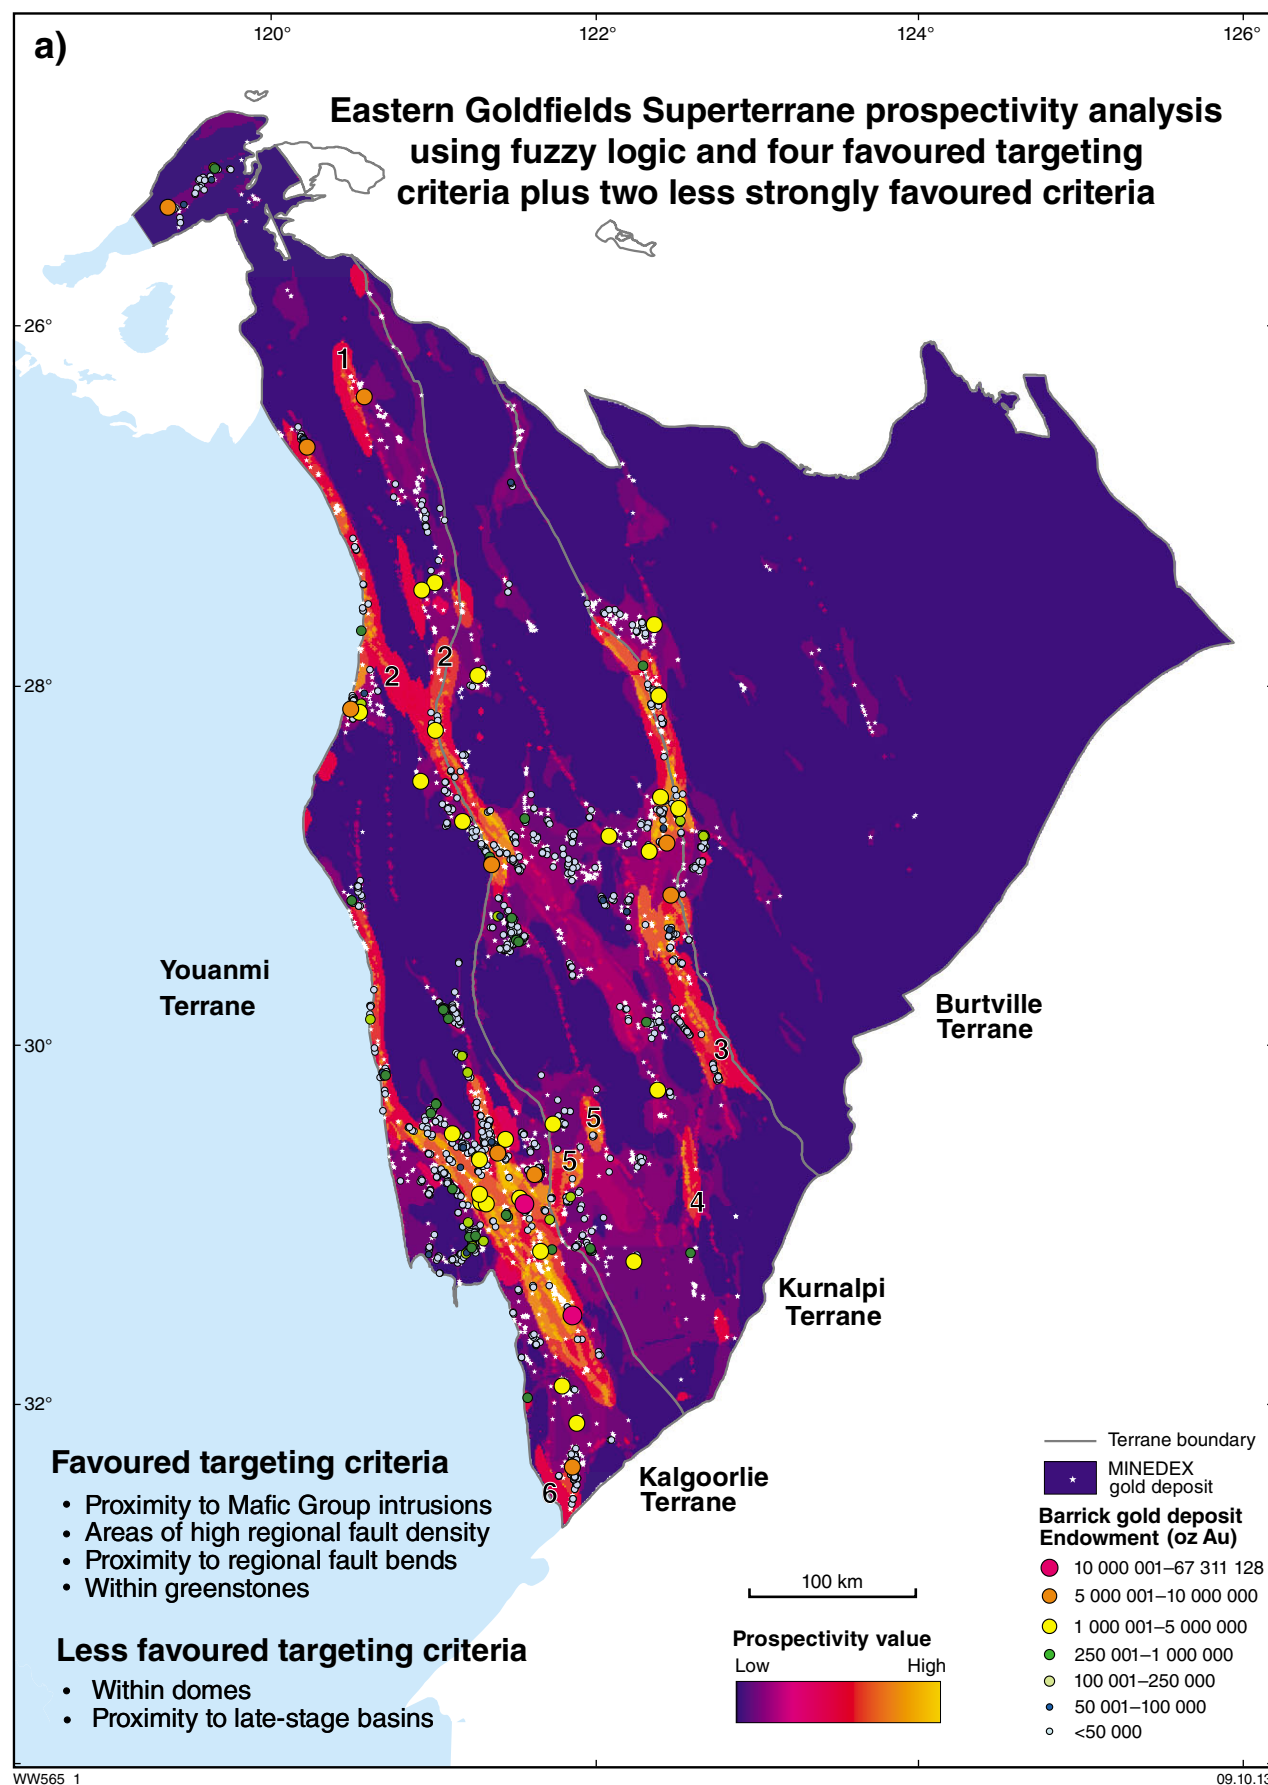 120°
122°
124°
126°
a)
Eastern Goldfields Superterrane prospectivity analysis
using fuzzy logic and four favoured targeting
criteria plus two less strongly favoured criteria
26°
1
2
2
28°
Youanmi
Terrane
Burtville
Terrane
30°
3
5
5
4
Kurnalpi
Terrane
32°
6
Kalgoorlie
Terrane
Favoured targeting criteria
• Proximity to Mafic Group intrusions
• Areas of high regional fault density
• Proximity to regional fault bends
• Within greenstones
Less favoured targeting criteria
• Within domes
• Proximity to late-stage basins
100 km
Prospectivity value
Low High
Terrane boundary
MINEDEX
gold deposit
Barrick gold deposit
Endowment (oz Au)
10 000 001–67 311 128
5 000 001–10 000 000
1 000 001–5 000 000
250 001–1 000 000
100 001–250 000
50 001–100 000
<50 000
WW565 1
09.10.13